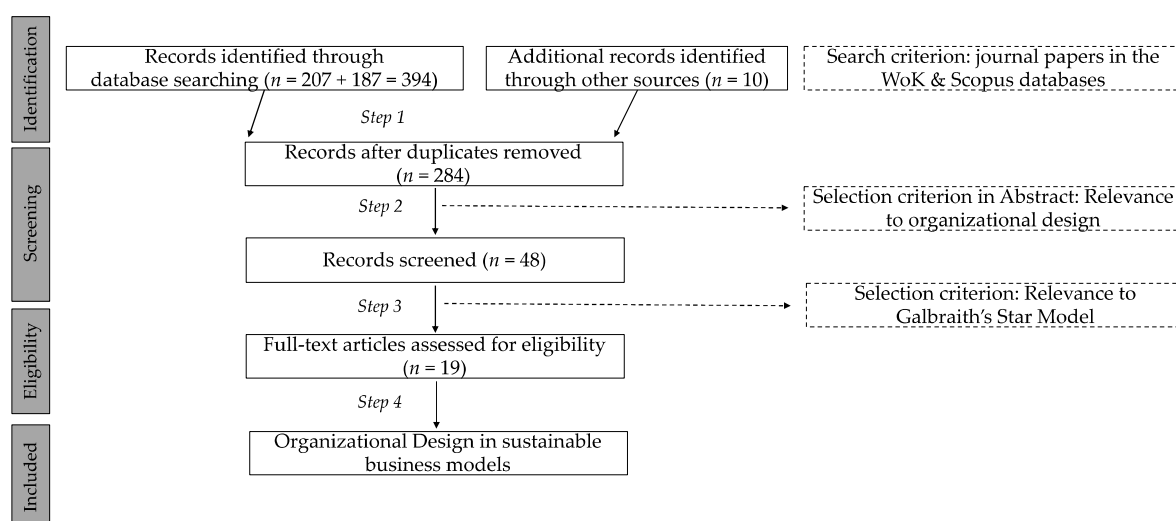 Identification
Records identified through
database searching (n = 207 + 187 = 394)
Additional records identified
through other sources (n = 10)
Search criterion: journal papers in the
WoK & Scopus databases
Step 1
Screening
Records after duplicates removed
(n = 284)
Step 2
Selection criterion in Abstract: Relevance
to organizational design
Records screened (n = 48)
Step 3
Selection criterion: Relevance to
Galbraith's Star Model
Eligibility
Full-text articles assessed for eligibility
(n = 19)
Step 4
Included
Organizational Design in sustainable
business models